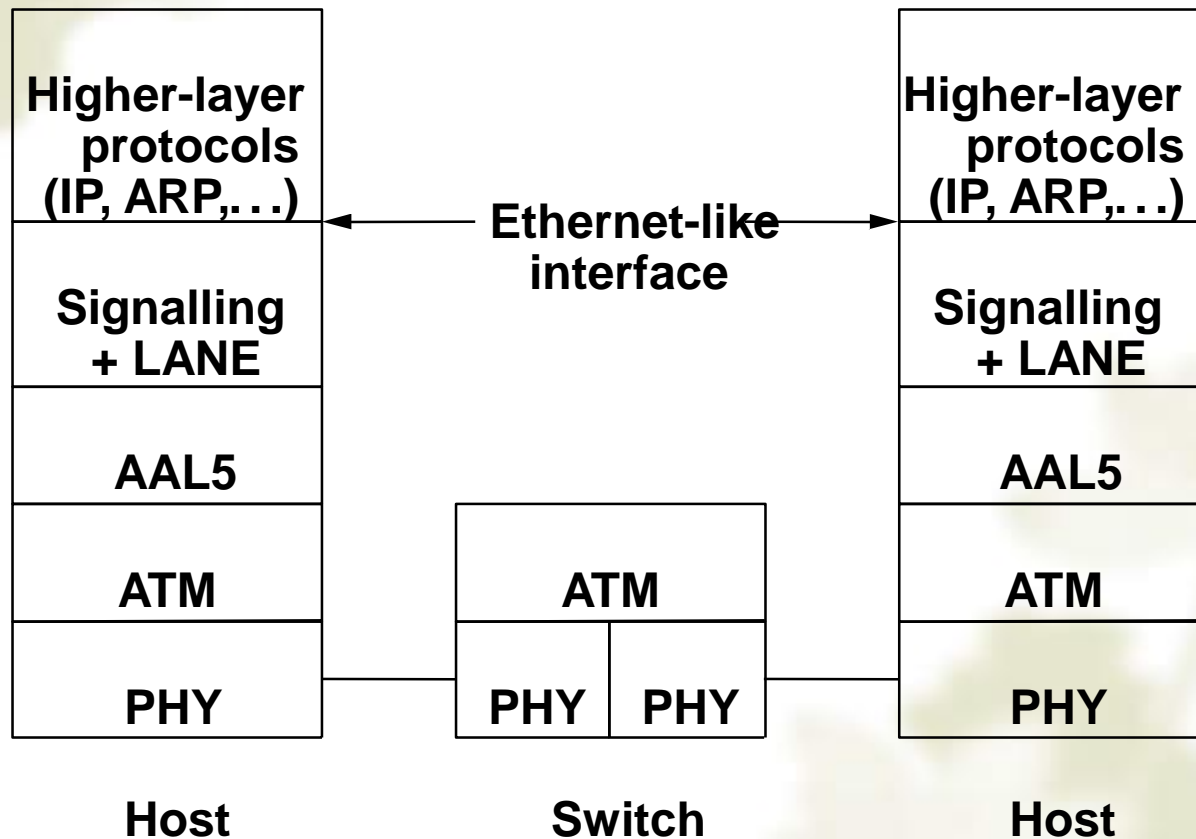 Higher-layer
protocols
(IP, ARP,. . .)
Signalling
+ LANE
AAL5
ATM
PHY
Host
Ethernet-like
interface
ATM
PHY PHY
Switch
Higher-layer
protocols
(IP, ARP,. . .)
Signalling
+ LANE
AAL5
ATM
PHY
Host